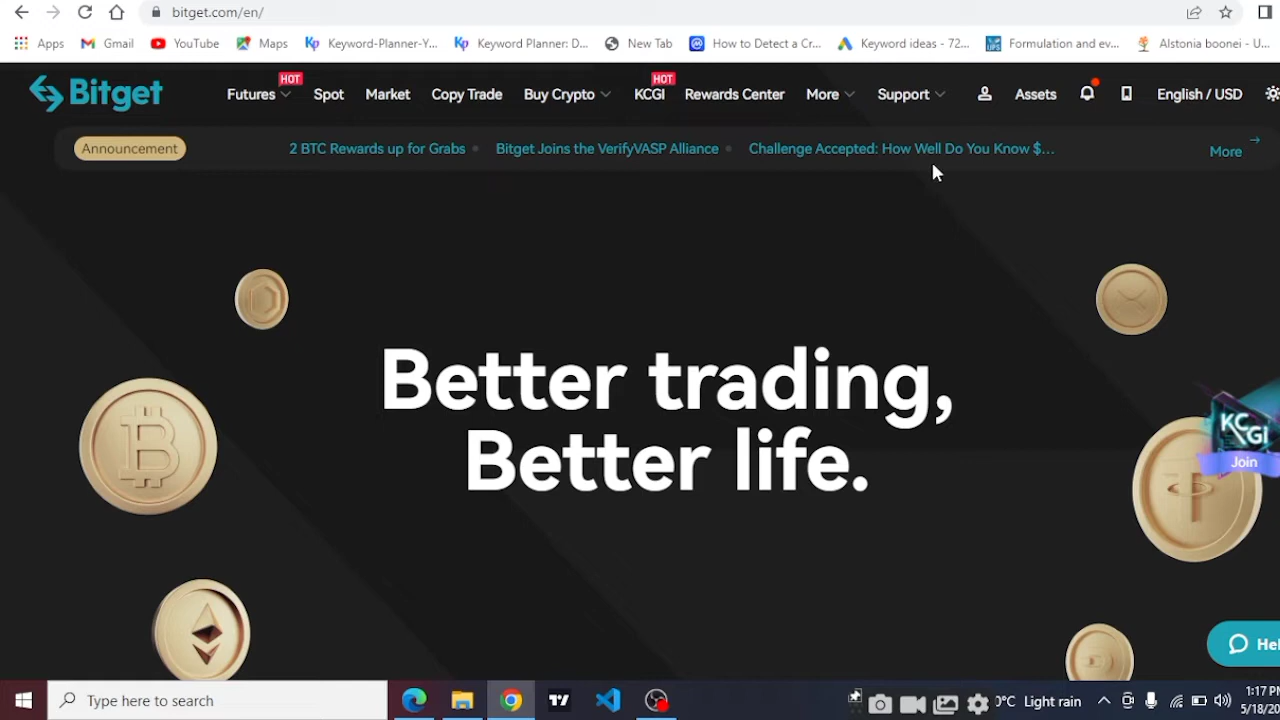 bitget.com/en/
Apps Gmail YouTube Maps Keyword-Planner-Y... Keyword Planner: D... New Tab How to Detect a Cr... Keyword ideas - 72... Formulation and ev... Alstonia boonei - U...
Bitget Futures HOT Spot Market Copy Trade Buy Crypto KCGI HOT Rewards Center More Support Assets English / USD
Announcement 2 BTC Rewards up for Grabs Bitget Joins the VerifyVASP Alliance Challenge Accepted: How Well Do You Know $... More
Better trading,
Better life.
KCGI
Join
Type here to search 0°C Light rain 1:17 PM
5/18/20